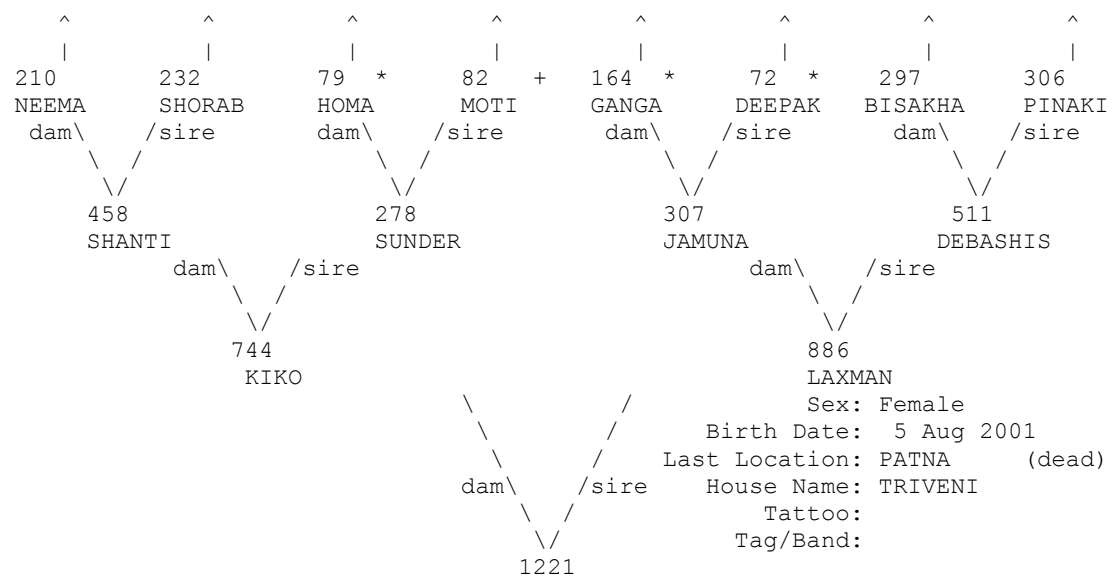 ^ ^ ^ ^ ^ ^ ^ ^
| | | | | | | |
210 232 79 * 82 + 164 * 72 * 297 306
NEEMA SHORAB HOMA MOTI GANGA DEEPAK BISAKHA PINAKI
dam\ /sire dam\ /sire dam\ /sire dam\ /sire
\ / \ / \ / \ /
\/ \/ \/ \/
458 278 307 511
SHANTI SUNDER JAMUNA DEBASHIS
dam\ /sire dam\ /sire
\ / \ /
\/ \/
744 886
KIKO LAXMAN
\ / Sex: Female
\ / Birth Date: 5 Aug 2001
\ / Last Location: PATNA (dead)
dam\ /sire House Name: TRIVENI
\ / Tattoo:
\/ Tag/Band:
1221